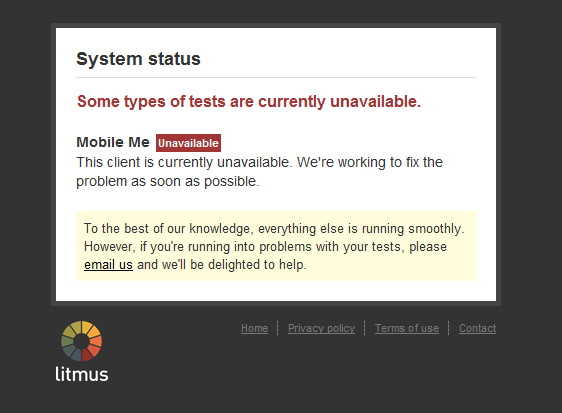 System status
Some types of tests are currently unavailable.
Mobile Me Unavailable
This client is currently unavailable. We're working to fix the
problem as soon as possible.
To the best of our knowledge, everything else is running smoothly.
However, if you're running into problems with your tests, please
email us and we'll be delighted to help.
Home Privacy policy Terms of use Contact
litmus